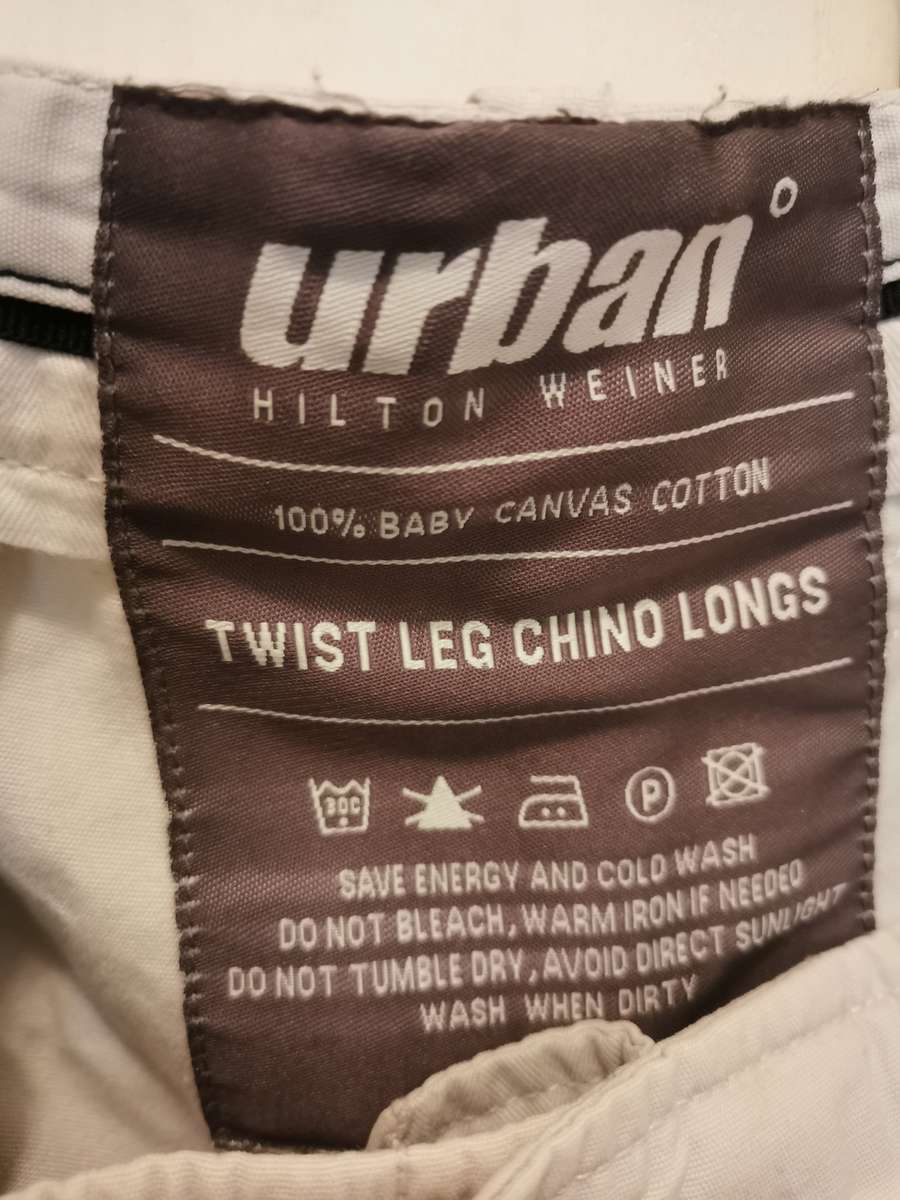 urban°
HILTON WEINER
100% BABY CANVAS COTTON
TWIST LEG CHINO LONGS
30C P
SAVE ENERGY AND COLD WASH
DO NOT BLEACH, WARM IRON IF NEEDED
DO NOT TUMBLE DRY, AVOID DIRECT SUNLIGHT
WASH WHEN DIRTY